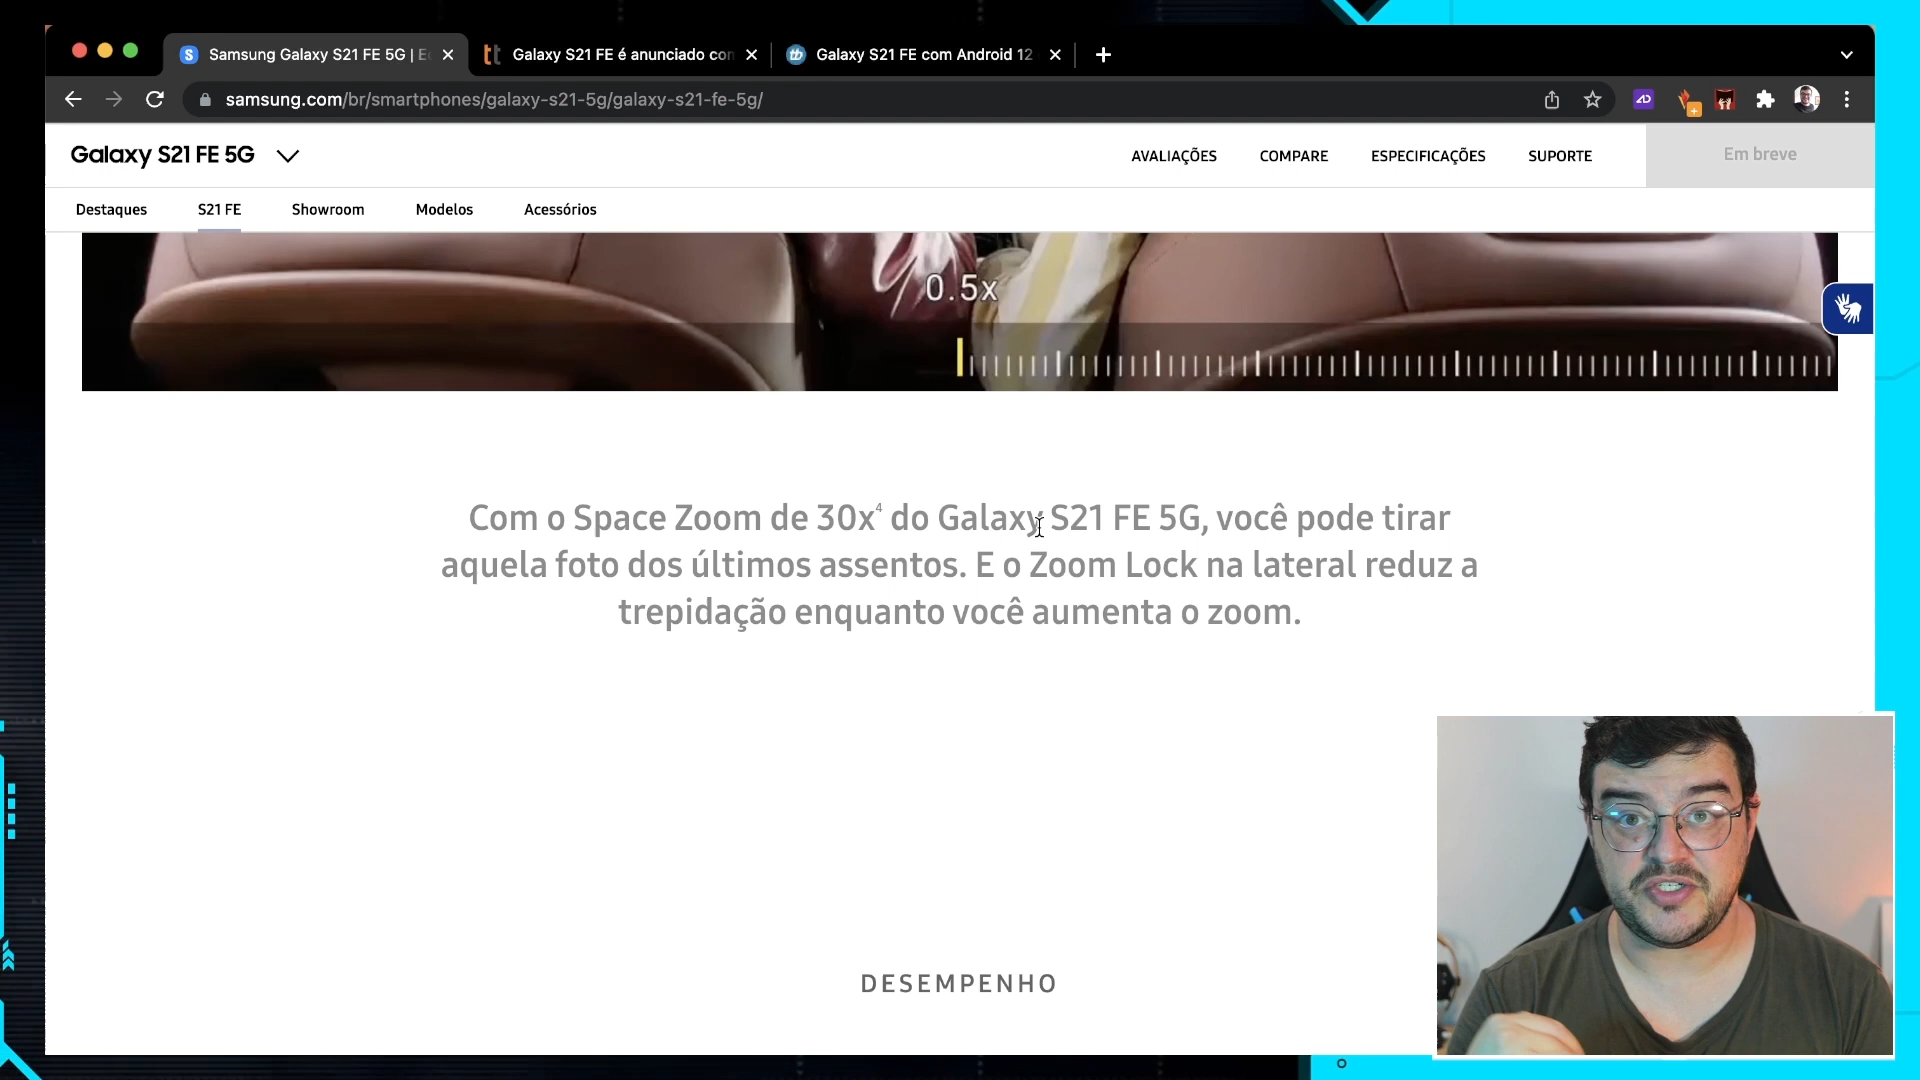 Samsung Galaxy S21 FE 5G | E
Galaxy S21 FE é anunciado con
Galaxy S21 FE com Android 12
samsung.com/br/smartphones/galaxy-s21-5g/galaxy-s21-fe-5g/
Galaxy S21 FE 5G
AVALIAÇÕES
COMPARE
ESPECIFICAÇÕES
SUPORTE
Em breve
Destaques
S21 FE
Showroom
Modelos
Acessórios
0.5x
Com o Space Zoom de 30x⁴ do Galaxy S21 FE 5G, você pode tirar
aquela foto dos últimos assentos. E o Zoom Lock na lateral reduz a
trepidação enquanto você aumenta o zoom.
DESEMPENHO